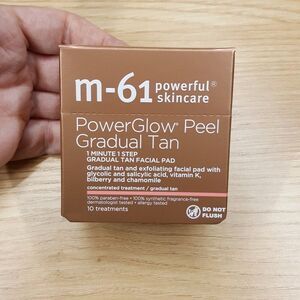 m-61 powerful®
skincare
PowerGlow® Peel
Gradual Tan
1 MINUTE 1 STEP
GRADUAL TAN FACIAL PAD
Gradual tan and exfoliating facial pad with
glycolic and salicylic acid, vitamin K,
bilberry and chamomile
concentrated treatment / gradual tan
100% paraben-free • 100% synthetic fragrance-free
dermatologist tested • allergy tested
10 treatments
DO NOT
FLUSH